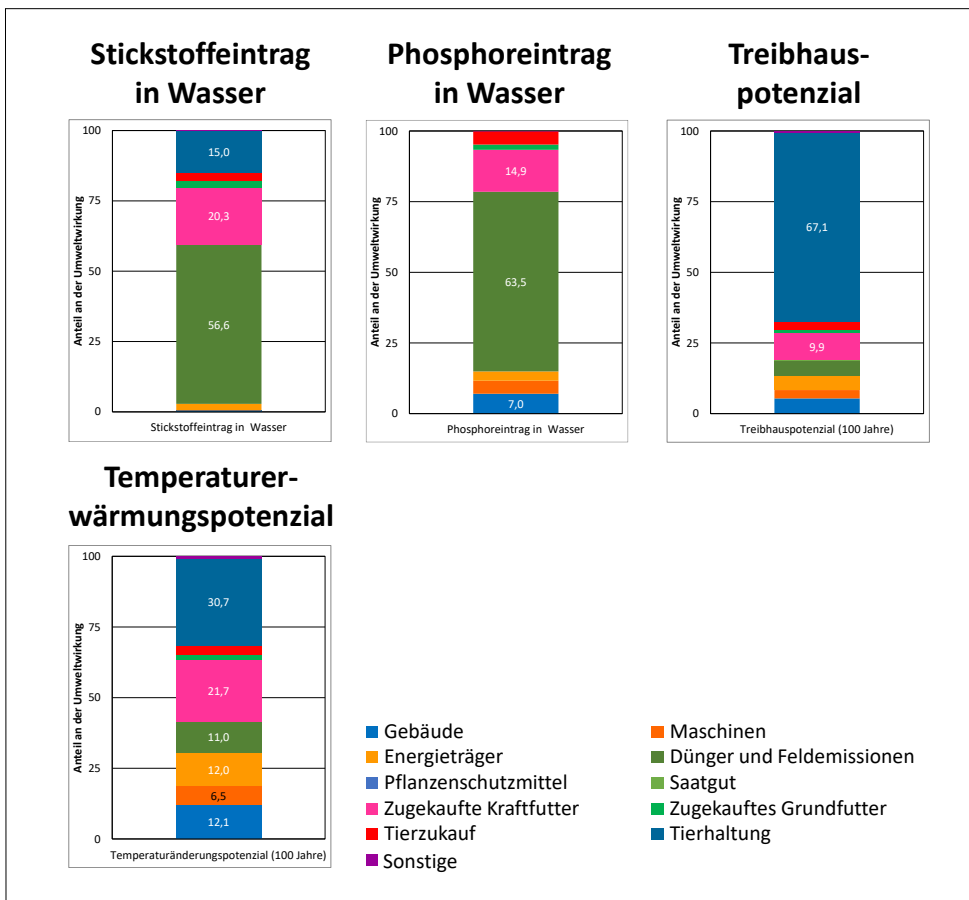 Stickstoffeintrag
in Wasser
Anteil an der Umweltwirkung
100
75
50
25
0
15,0
20,3
56,6
Stickstoffeintrag in Wasser
Phosphoreintrag
in Wasser
Anteil an der Umweltwirkung
100
75
50
25
0
14,9
63,5
7,0
Phosphoreintrag in Wasser
Treibhaus-
potenzial
Anteil an der Umweltwirkung
100
75
50
25
0
67,1
9,9
Treibhauspotenzial (100 Jahre)
Temperaturer-
wärmungspotenzial
Anteil an der Umweltwirkung
100
75
50
25
0
30,7
21,7
11,0
12,0
6,5
12,1
Temperaturänderungspotenzial (100 Jahre)
Gebäude
Maschinen
Energieträger
Dünger und Feldemissionen
Pflanzenschutzmittel
Saatgut
Zugekaufte Kraftfutter
Zugekauftes Grundfutter
Tierzukauf
Tierhaltung
Sonstige